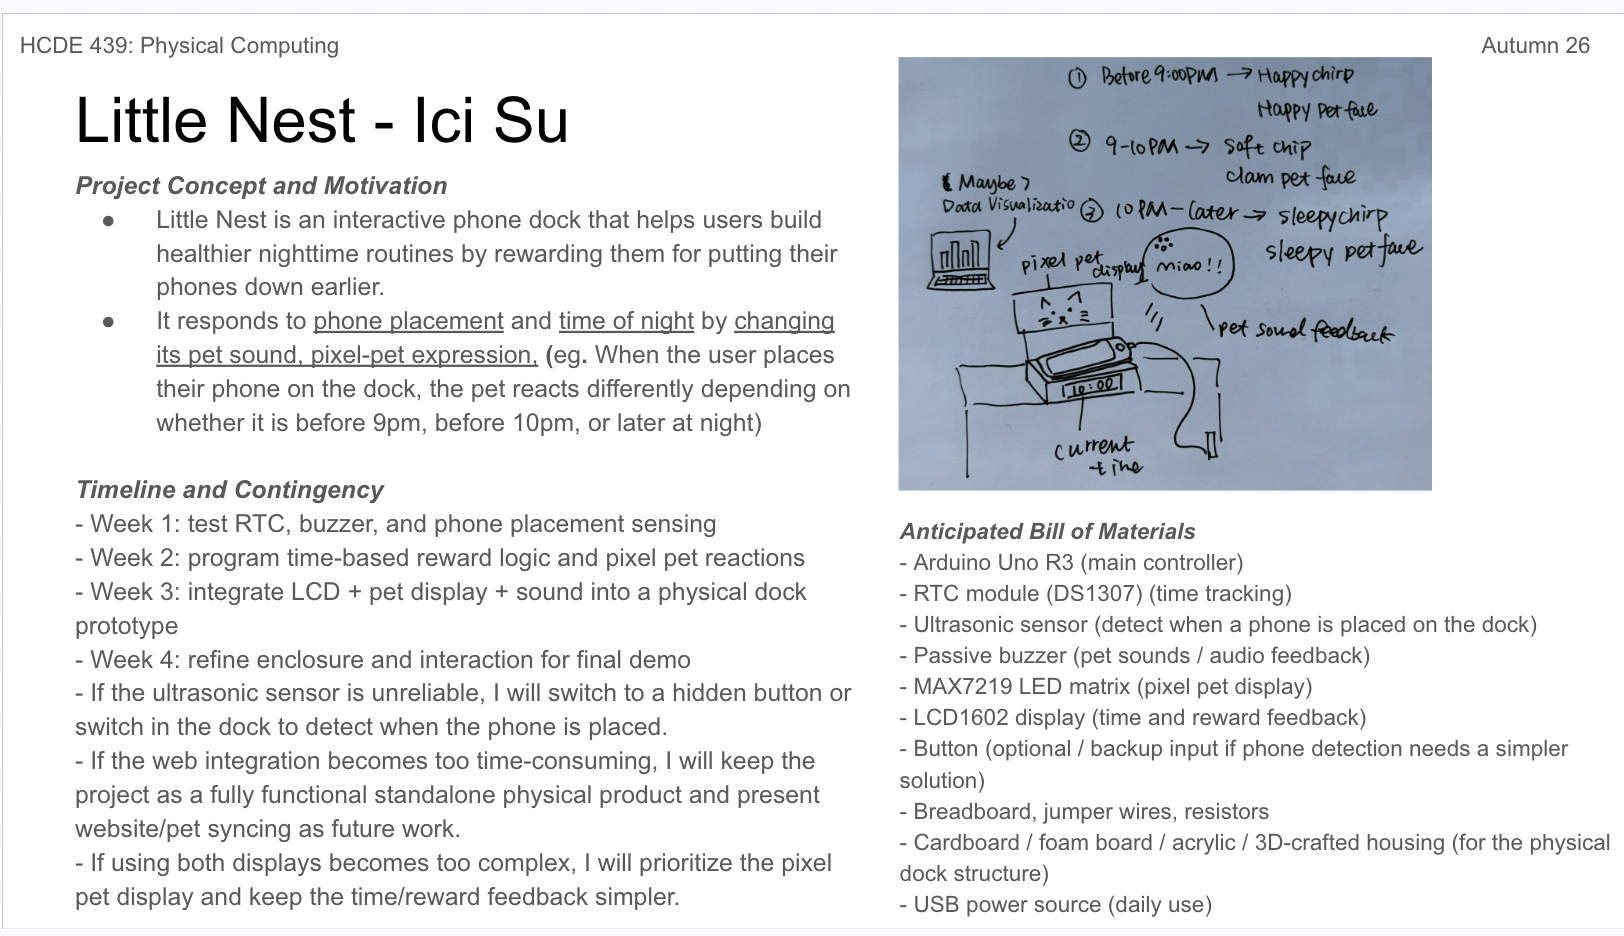 HCDE 439: Physical Computing
Autumn 26
Little Nest - Ici Su
Project Concept and Motivation
● Little Nest is an interactive phone dock that helps users build
healthier nighttime routines by rewarding them for putting their
phones down earlier.
● It responds to phone placement and time of night by changing
its pet sound, pixel-pet expression, (eg. When the user places
their phone on the dock, the pet reacts differently depending on
whether it is before 9pm, before 10pm, or later at night)
Timeline and Contingency
- Week 1: test RTC, buzzer, and phone placement sensing
- Week 2: program time-based reward logic and pixel pet reactions
- Week 3: integrate LCD + pet display + sound into a physical dock
prototype
- Week 4: refine enclosure and interaction for final demo
- If the ultrasonic sensor is unreliable, I will switch to a hidden button or
switch in the dock to detect when the phone is placed.
- If the web integration becomes too time-consuming, I will keep the
project as a fully functional standalone physical product and present
website/pet syncing as future work.
- If using both displays becomes too complex, I will prioritize the pixel
pet display and keep the time/reward feedback simpler.
① Before 9:00PM → Happy chirp
Happy pet face
② 9-10PM → Soft chip
clam pet face
(Maybe)
Data Visualizatio
③ 10PM - Later → sleepy chirp
sleepy pet face
pixel pet
display
miao!!
pet sound feedback
10:00
current
time
Anticipated Bill of Materials
- Arduino Uno R3 (main controller)
- RTC module (DS1307) (time tracking)
- Ultrasonic sensor (detect when a phone is placed on the dock)
- Passive buzzer (pet sounds / audio feedback)
- MAX7219 LED matrix (pixel pet display)
- LCD1602 display (time and reward feedback)
- Button (optional / backup input if phone detection needs a simpler
solution)
- Breadboard, jumper wires, resistors
- Cardboard / foam board / acrylic / 3D-crafted housing (for the physical
dock structure)
- USB power source (daily use)